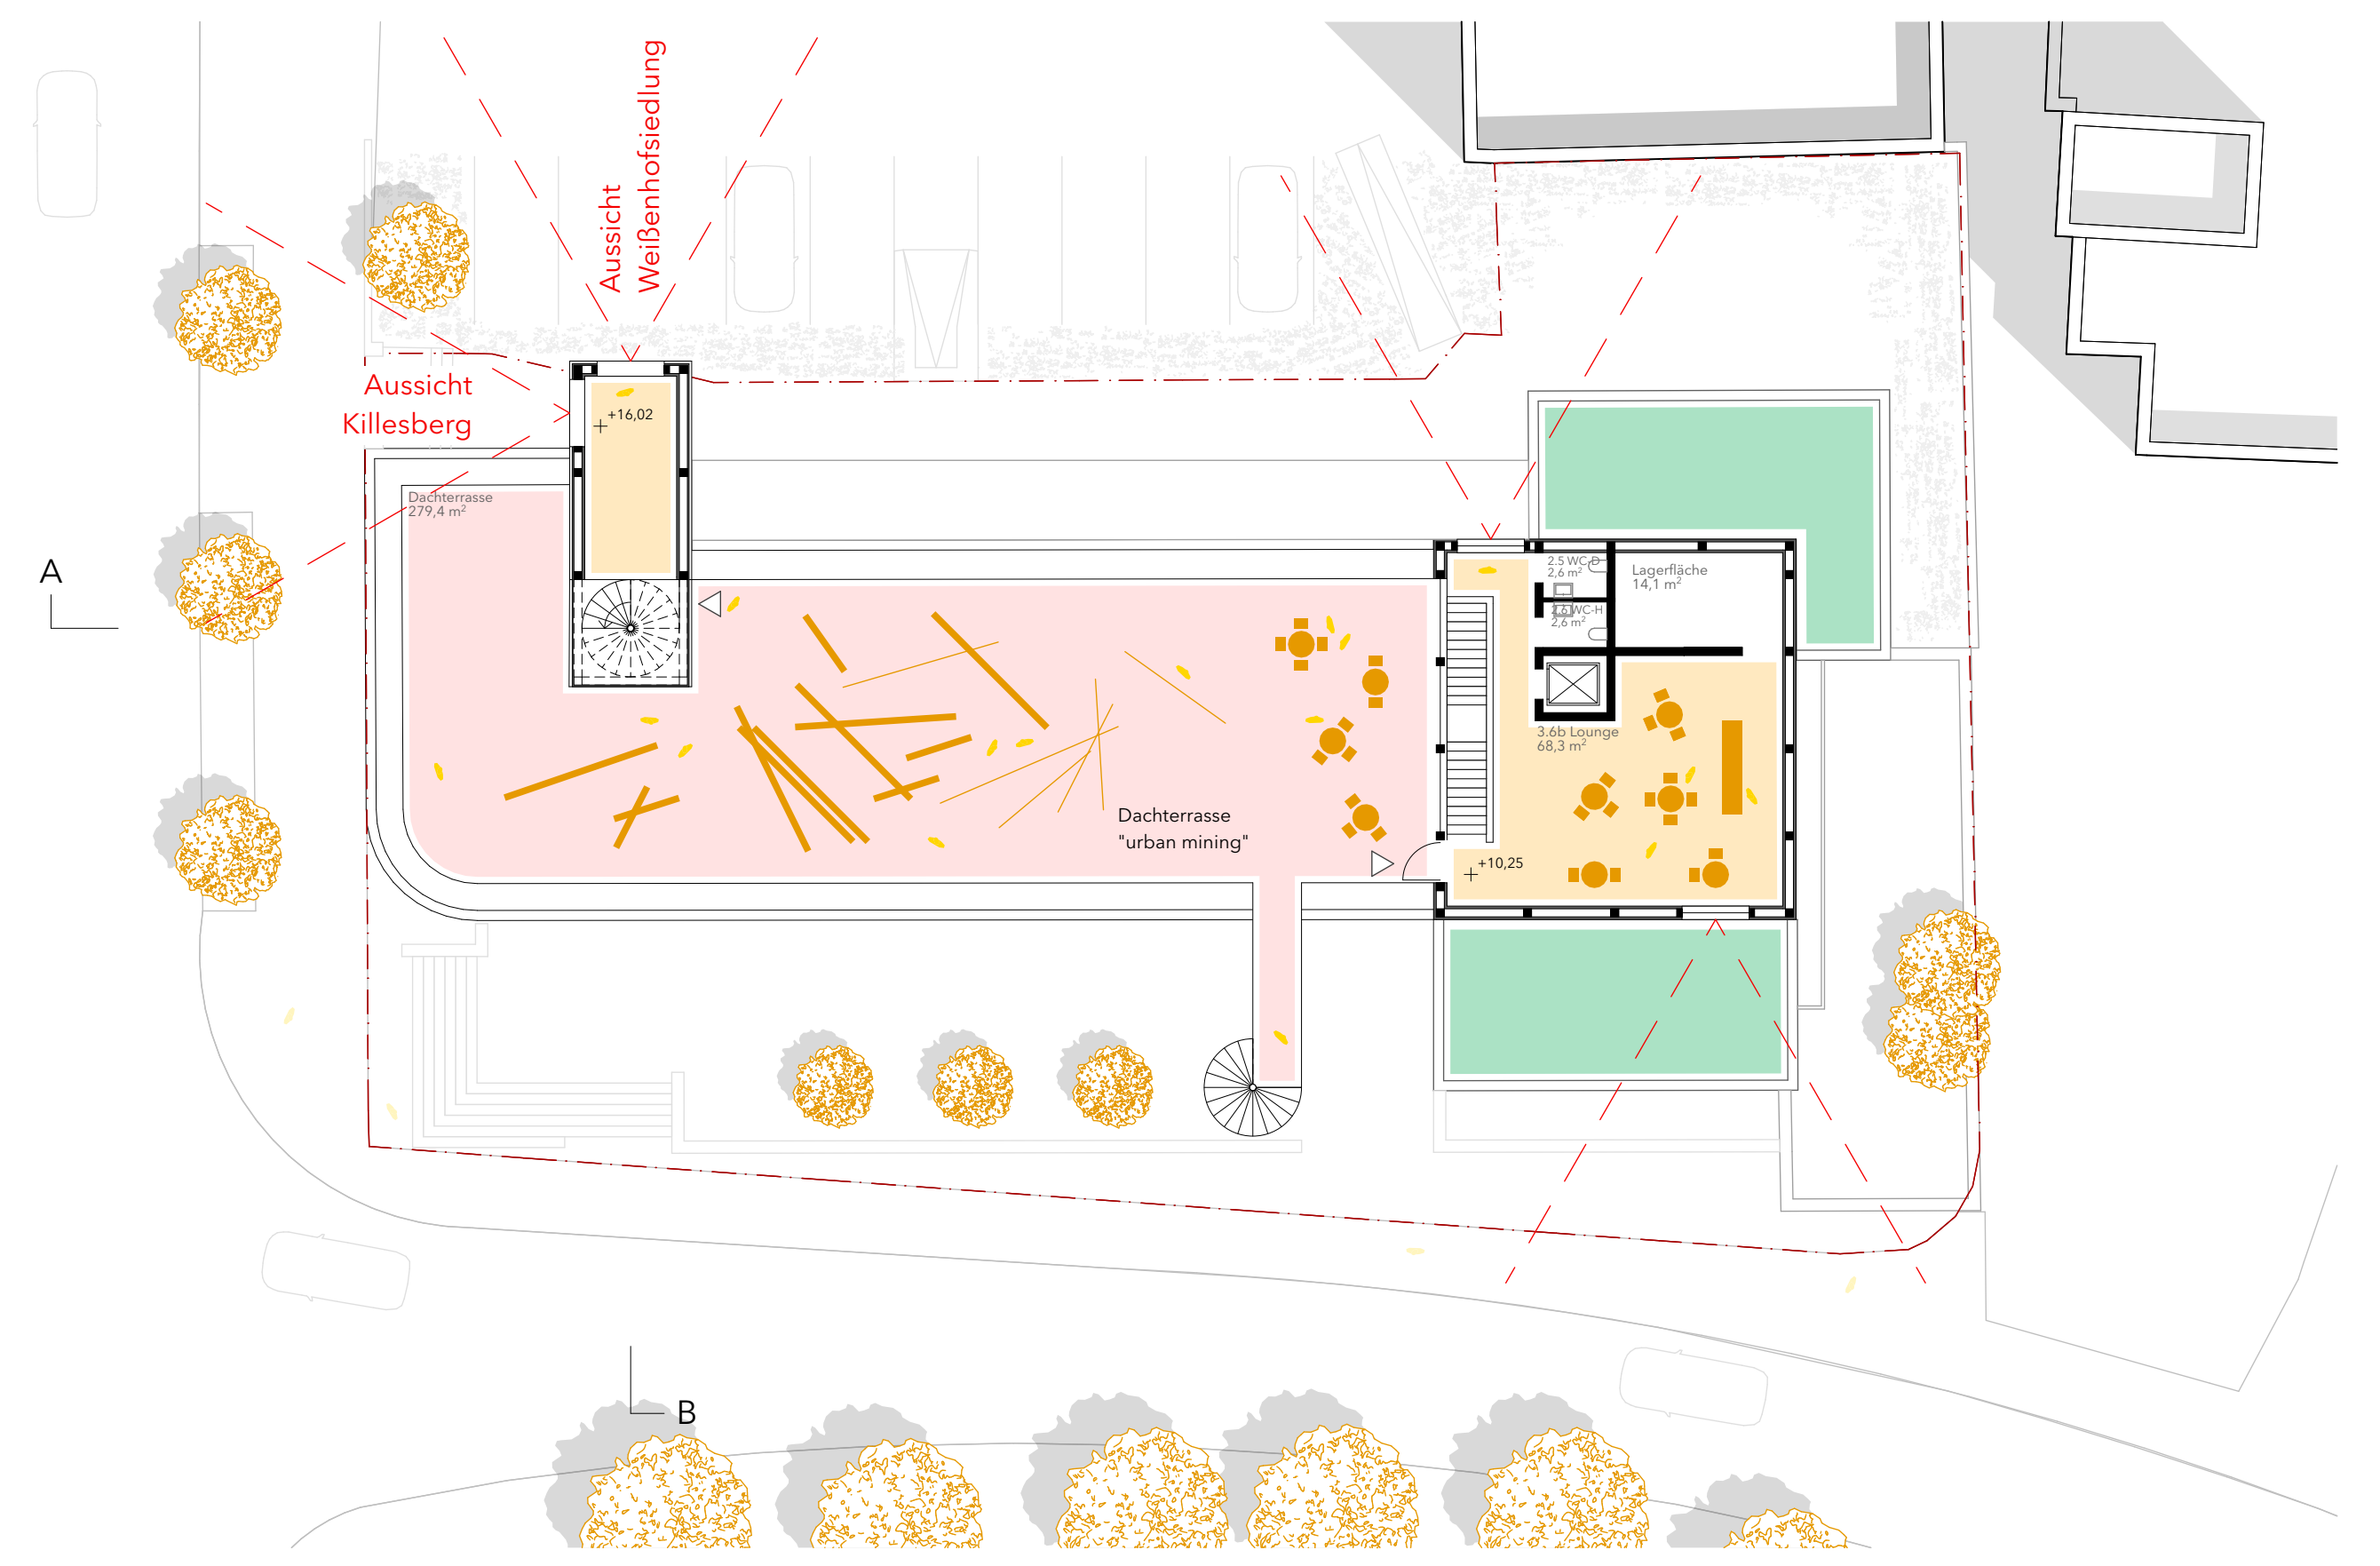 Aussicht
Weißenhofsiedlung
Aussicht
Killesberg
+16,02
Dachterrasse
279,4 m²
A
2.5 WC-D
2,6 m²
Lagerfläche
14,1 m²
2.6 WC-H
2,6 m²
3.6b Lounge
68,3 m²
Dachterrasse
"urban mining"
+10,25
B